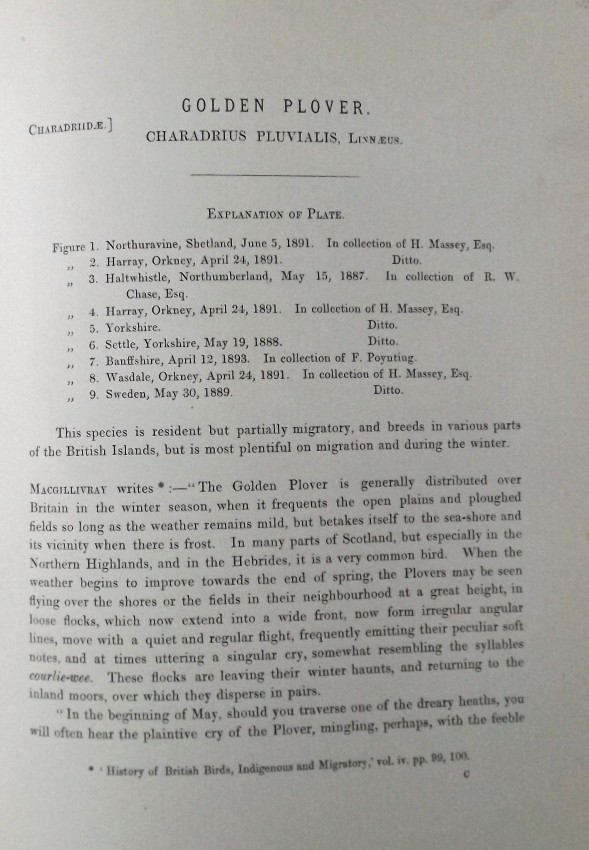 GOLDEN PLOVER.
CHARADRIIDÆ.]
CHARADRIUS PLUVIALIS, LINNÆUS.
EXPLANATION OF PLATE.
Figure 1. Northuravine, Shetland, June 5, 1891. In collection of H. Massey, Esq.
„ 2. Harray, Orkney, April 24, 1891. Ditto.
„ 3. Haltwhistle, Northumberland, May 15, 1887. In collection of R. W.
Chase, Esq.
„ 4. Harray, Orkney, April 24, 1891. In collection of H. Massey, Esq.
„ 5. Yorkshire. Ditto.
„ 6. Settle, Yorkshire, May 19, 1888. Ditto.
„ 7. Banffshire, April 12, 1893. In collection of F. Poynting.
„ 8. Wasdale, Orkney, April 24, 1891. In collection of H. Massey, Esq.
„ 9. Sweden, May 30, 1889. Ditto.
This species is resident but partially migratory, and breeds in various parts
of the British Islands, but is most plentiful on migration and during the winter.
MACGILLIVRAY writes * :—“The Golden Plover is generally distributed over
Britain in the winter season, when it frequents the open plains and ploughed
fields so long as the weather remains mild, but betakes itself to the sea-shore and
its vicinity when there is frost. In many parts of Scotland, but especially in the
Northern Highlands, and in the Hebrides, it is a very common bird. When the
weather begins to improve towards the end of spring, the Plovers may be seen
flying over the shores or the fields in their neighbourhood at a great height, in
loose flocks, which now extend into a wide front, now form irregular angular
lines, move with a quiet and regular flight, frequently emitting their peculiar soft
notes, and at times uttering a singular cry, somewhat resembling the syllables
courlie-wee. These flocks are leaving their winter haunts, and returning to the
inland moors, over which they disperse in pairs.
“In the beginning of May, should you traverse one of the dreary heaths, you
will often hear the plaintive cry of the Plover, mingling, perhaps, with the feeble
* ‘History of British Birds, Indigenous and Migratory,’ vol. iv. pp. 99, 100.
C